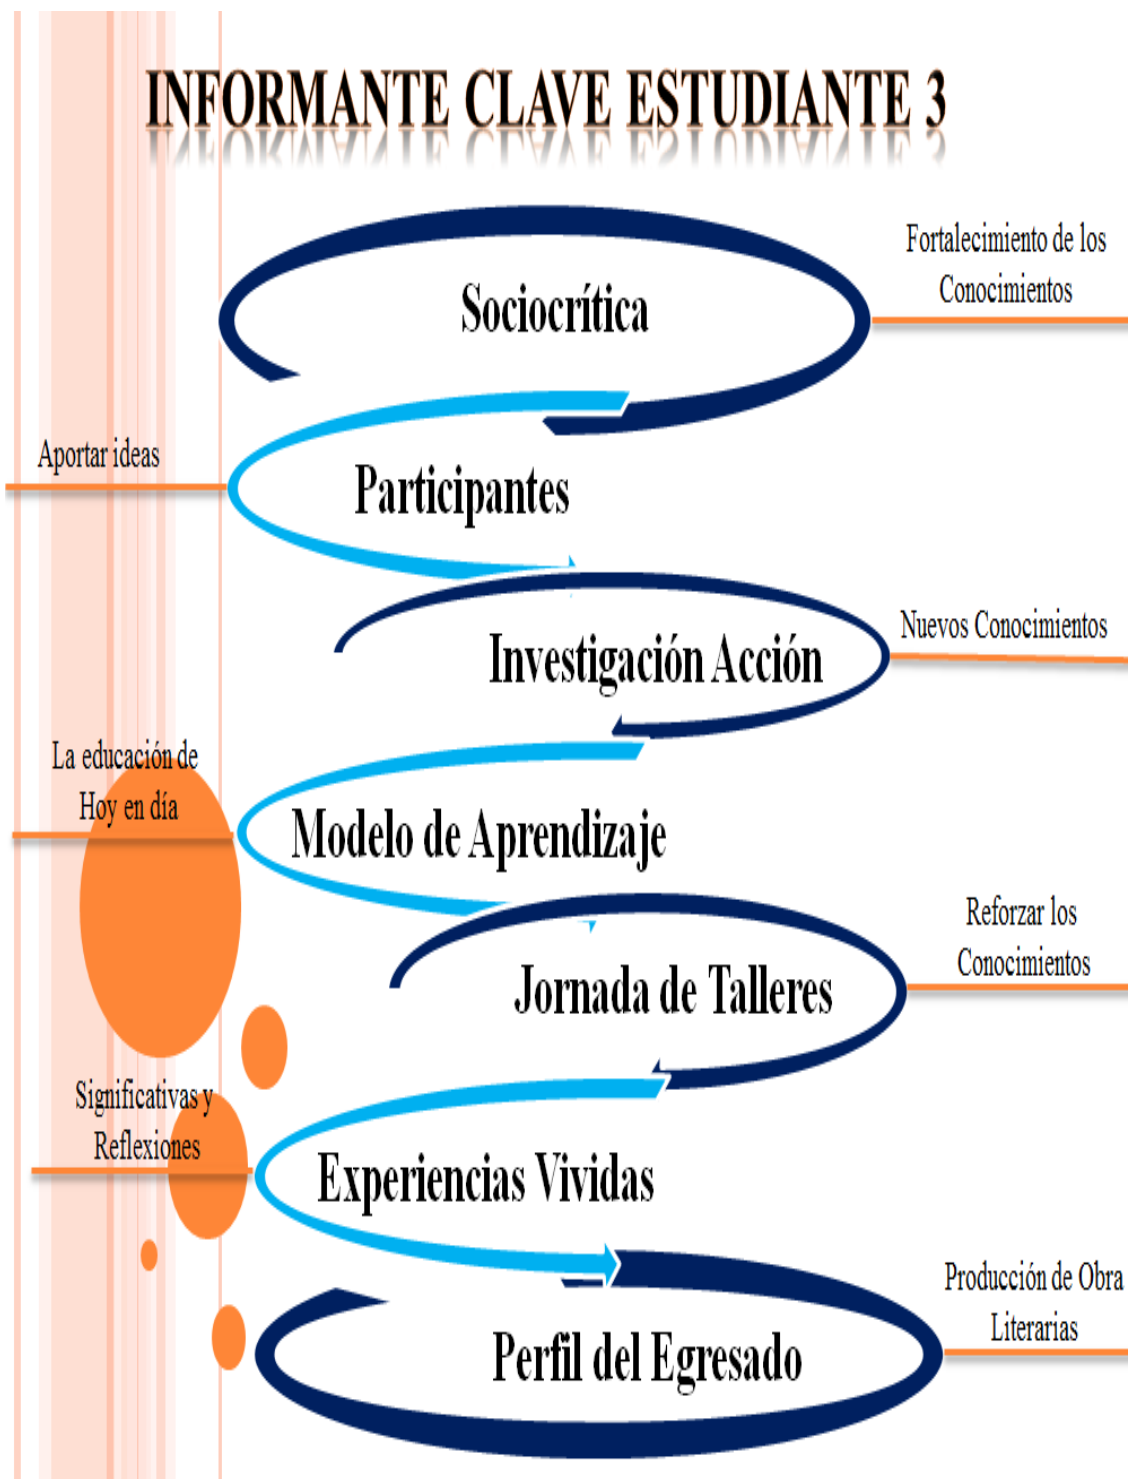 INFORMANTE CLAVE ESTUDIANTE 3
Fortalecimiento de los
Conocimientos
Sociocrítica
Aportar ideas
Participantes
Nuevos Conocimientos
Investigación Acción
La educación de
Hoy en día
Modelo de Aprendizaje
Reforzar los
Conocimientos
Jornada de Talleres
Significativas y
Reflexiones
Experiencias Vividas
Producción de Obra
Literarias
Perfil del Egresado